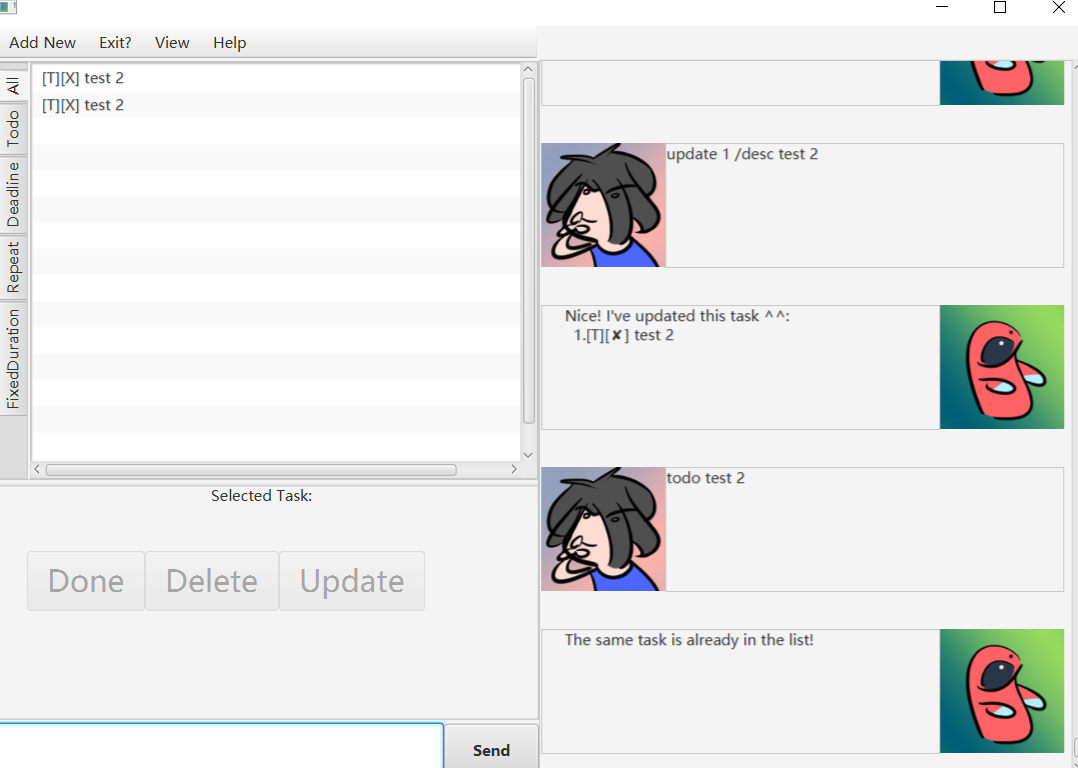 Add New Exit? View Help
All
Todo
Deadline
Repeat
FixedDuration
[T][X] test 2
[T][X] test 2
Selected Task:
Done Delete Update
Send
update 1 /desc test 2
Nice! I've updated this task ^^:
1.[T][✘] test 2
todo test 2
The same task is already in the list!